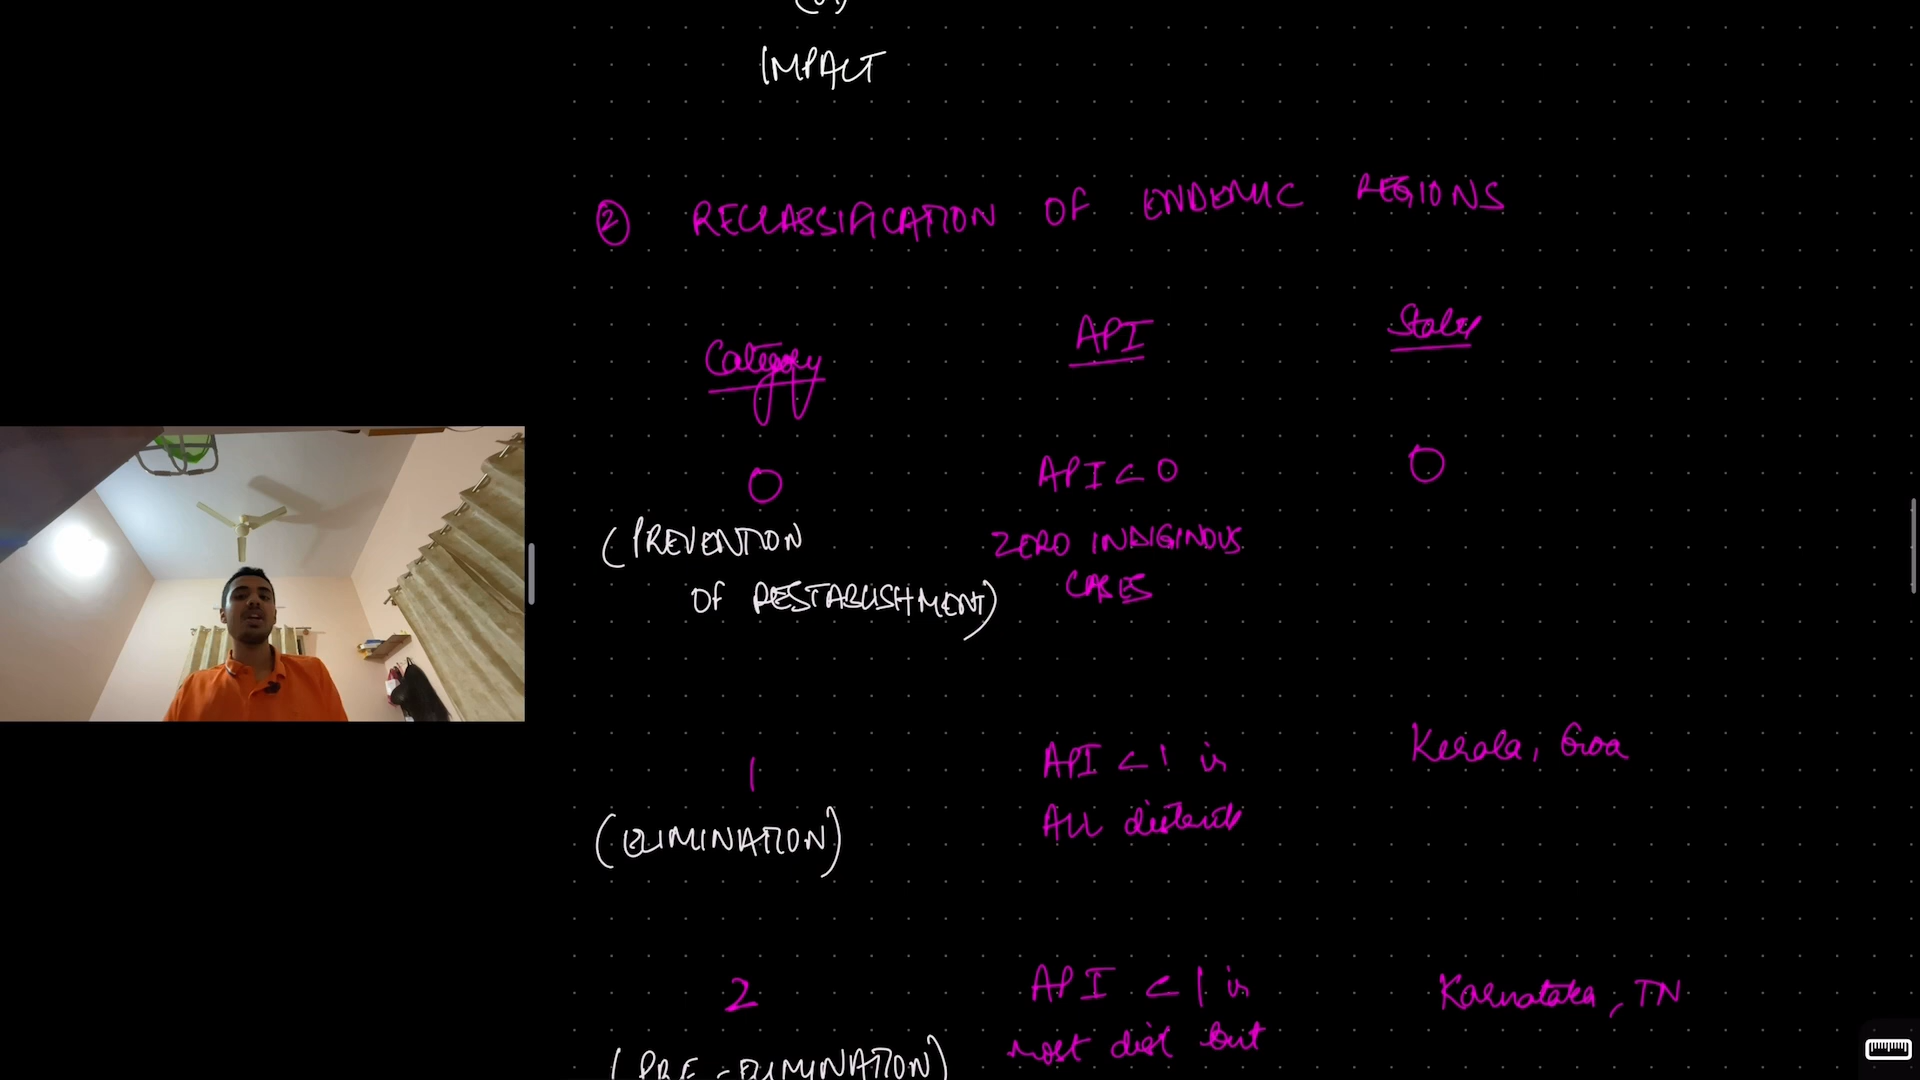 IMPACT
2 RECLASSIFICATION OF ENDEMIC REGIONS
Category API States
0 API < 0 0
(PREVENTION ZERO INDIGINOUS
OF RESTABLISHMENT) CASES
1 API < 1 in Kerala, Goa
(ELIMINATION) ALL districts
2 API < 1 in Karnataka, TN
(PRE-ELIMINATION) most dist but